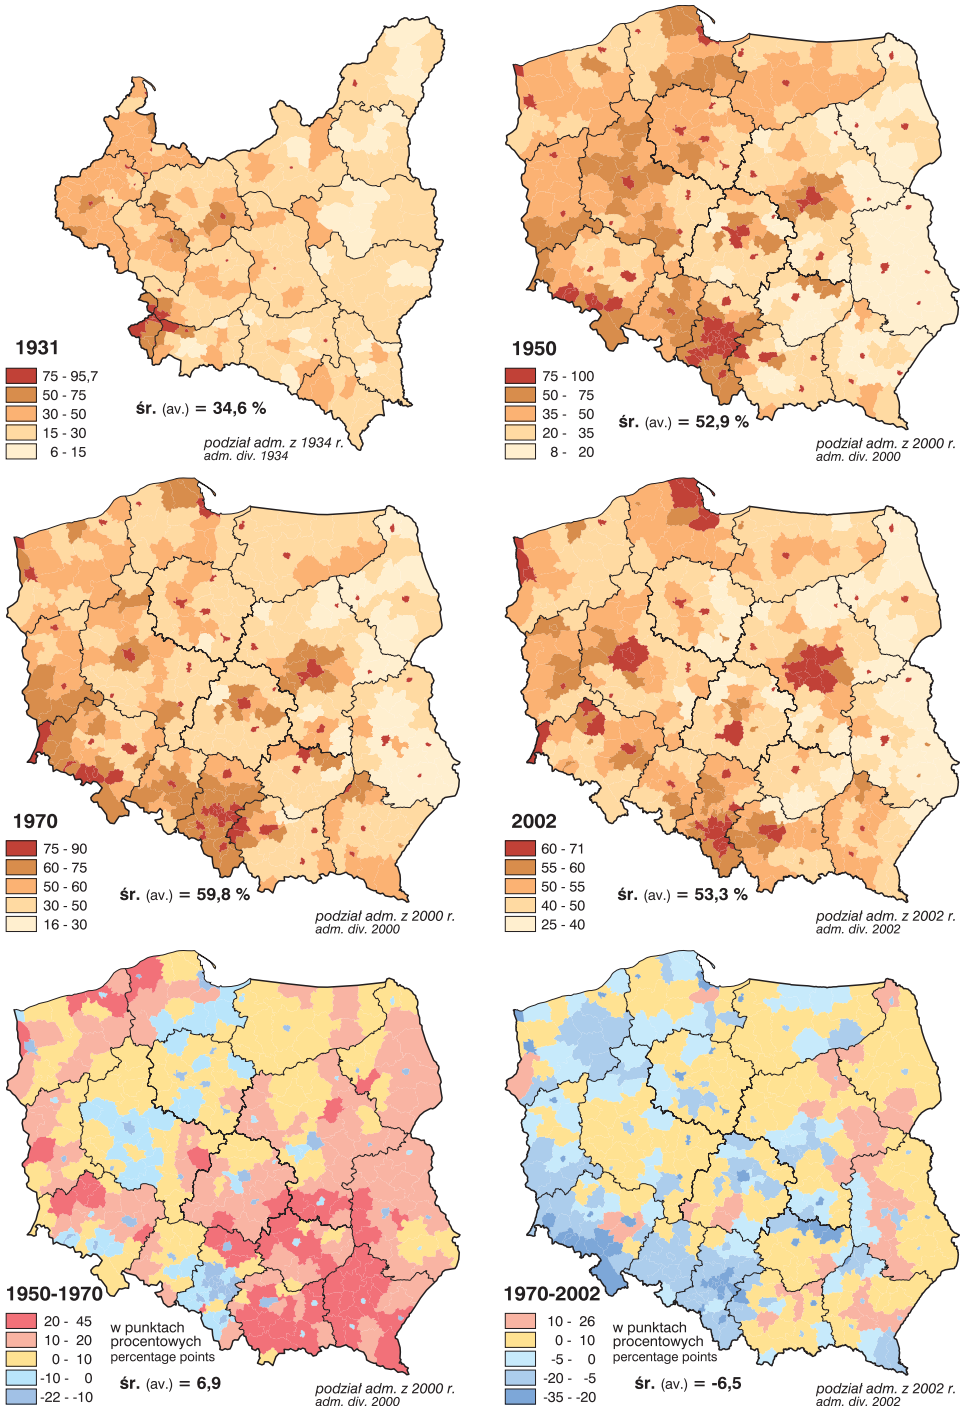 1931
75 - 95,7
50 - 75
30 - 50
15 - 30
6 - 15
śr. (av.) = 34,6 %
podział adm. z 1934 r.
adm. div. 1934
1950
75 - 100
50 - 75
35 - 50
20 - 35
8 - 20
śr. (av.) = 52,9 %
podział adm. z 2000 r.
adm. div. 2000
1970
75 - 90
60 - 75
50 - 60
30 - 50
16 - 30
śr. (av.) = 59,8 %
podział adm. z 2000 r.
adm. div. 2000
2002
60 - 71
55 - 60
50 - 55
40 - 50
25 - 40
śr. (av.) = 53,3 %
podział adm. z 2002 r.
adm. div. 2002
1950-1970
20 - 45
10 - 20
0 - 10
-10 - 0
-22 - -10
w punktach
procentowych
percentage points
śr. (av.) = 6,9
podział adm. z 2000 r.
adm. div. 2000
1970-2002
10 - 26
0 - 10
-5 - 0
-20 - -5
-35 - -20
w punktach
procentowych
percentage points
śr. (av.) = -6,5
podział adm. z 2002 r.
adm. div. 2002